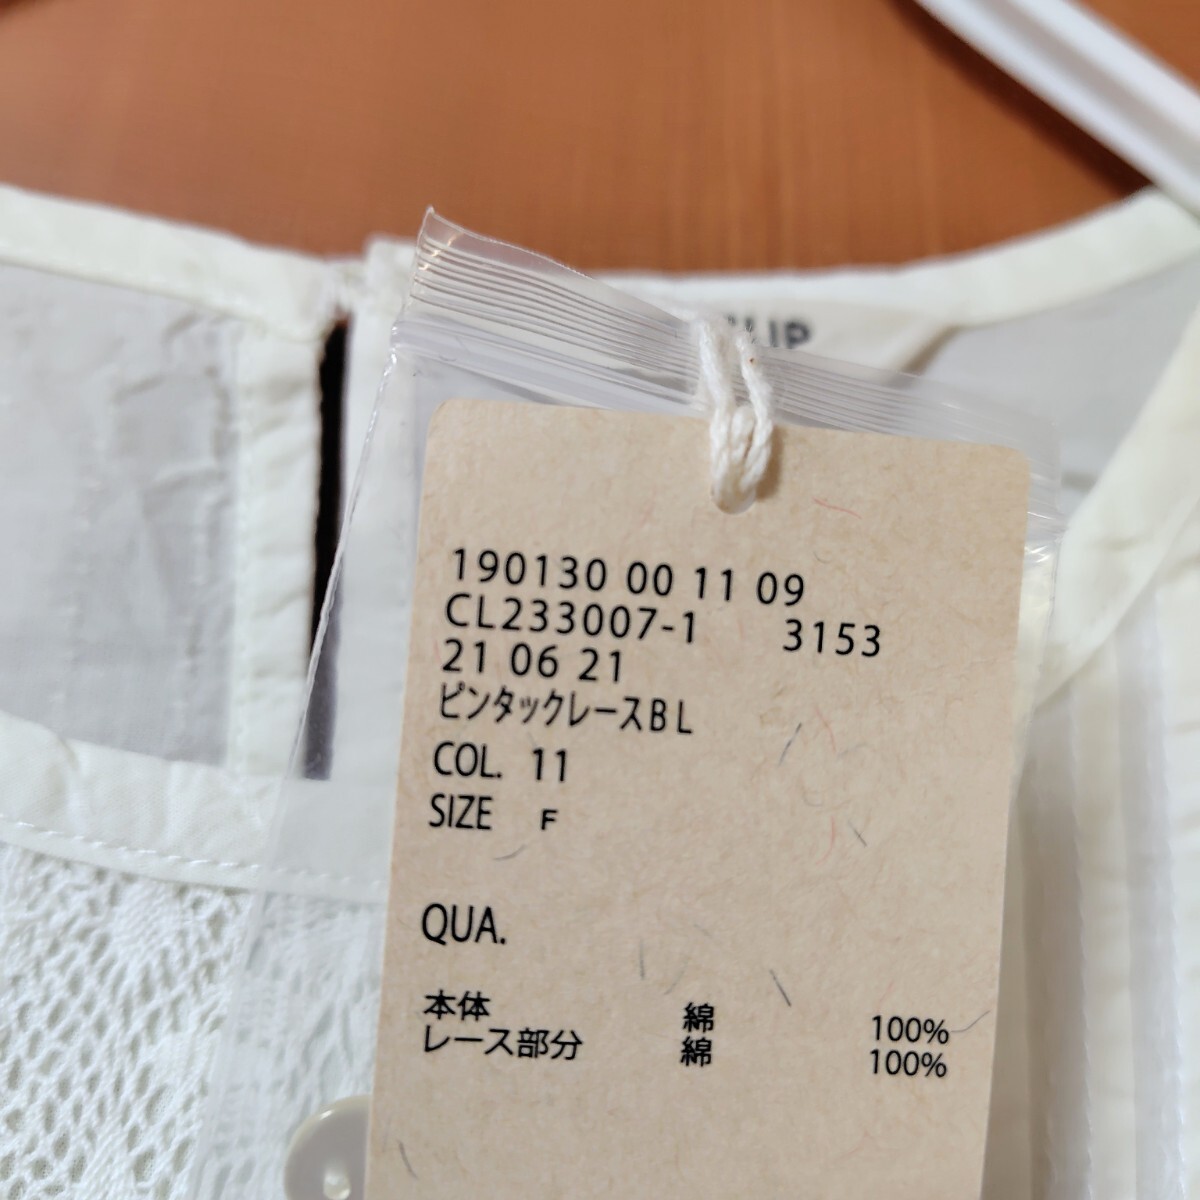 190130 00 11 09
CL233007-1 3153
21 06 21
ピンタックレースBL
COL. 11
SIZE F
QUA.
本体 綿 100%
レース部分 綿 100%